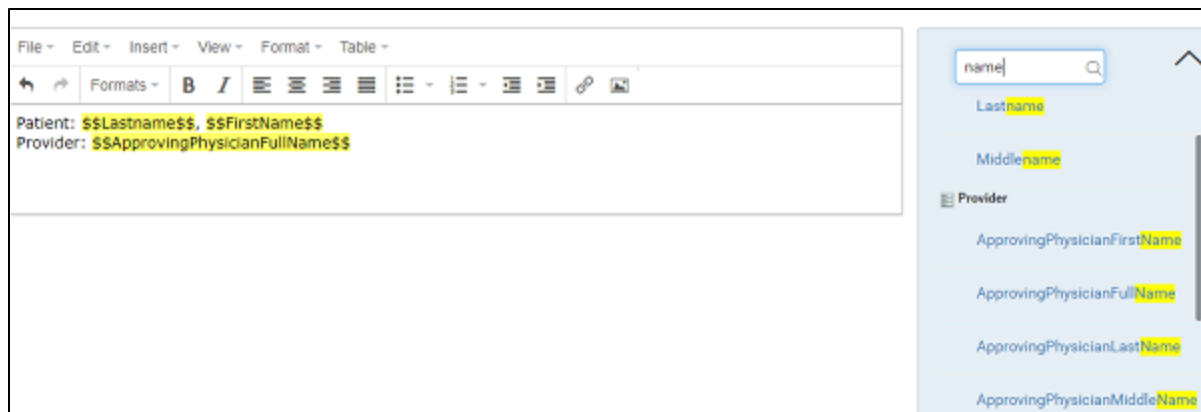 File Edit Insert View Format Table
Formats B I
Patient: $$Lastname$$, $$FirstName$$
Provider: $$ApprovingPhysicianFullName$$
name
Lastname
Middlename
Provider
ApprovingPhysicianFirstName
ApprovingPhysicianFullName
ApprovingPhysicianLastName
ApprovingPhysicianMiddleName